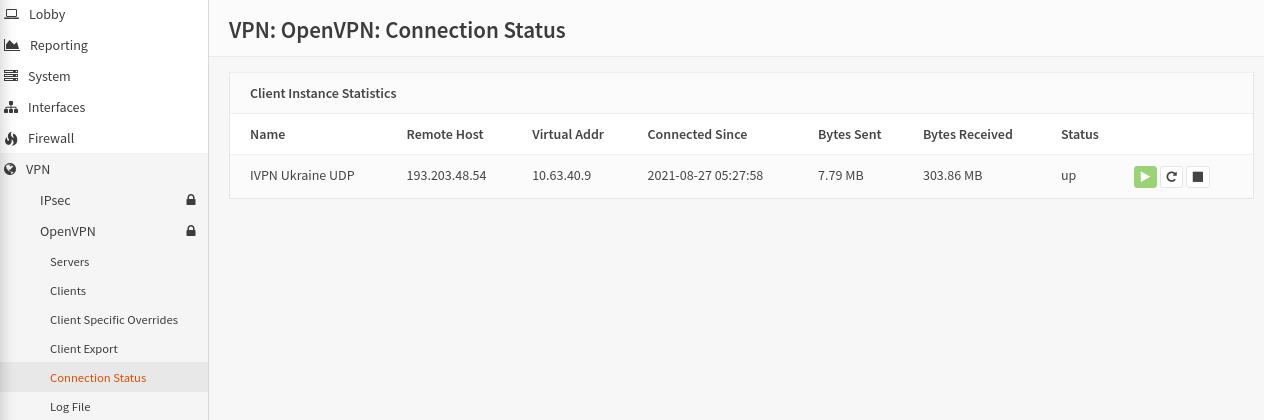 Lobby
Reporting
System
Interfaces
Firewall
VPN
IPsec
OpenVPN
Servers
Clients
Client Specific Overrides
Client Export
Connection Status
Log File
VPN: OpenVPN: Connection Status
Client Instance Statistics
Name Remote Host Virtual Addr Connected Since Bytes Sent Bytes Received Status
IVPN Ukraine UDP 193.203.48.54 10.63.40.9 2021-08-27 05:27:58 7.79 MB 303.86 MB up